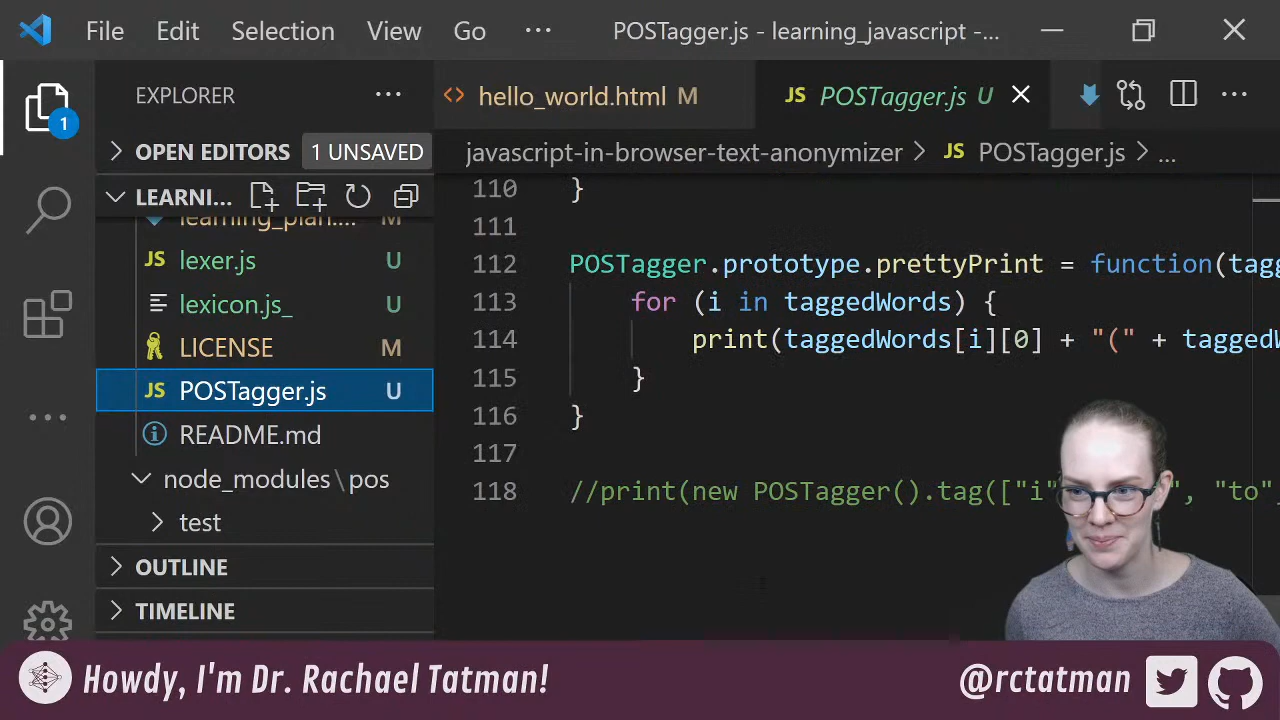 File Edit Selection View Go ··· POSTagger.js - learning_javascript -...
EXPLORER ···
hello_world.html M
JS POSTagger.js U
1
OPEN EDITORS 1 UNSAVED
javascript-in-browser-text-anonymizer > JS POSTagger.js > ...
LEARNI...
learning_plan.... M
JS lexer.js U
lexicon.js_ U
LICENSE M
JS POSTagger.js U
README.md
node_modules\pos
test
OUTLINE
TIMELINE
110 }
111
112 POSTagger.prototype.prettyPrint = function(tagg
113 for (i in taggedWords) {
114 print(taggedWords[i][0] + "(" + taggedW
115 }
116 }
117
118 //print(new POSTagger().tag(["i" ", "to"
Howdy, I'm Dr. Rachael Tatman!
@rctatman